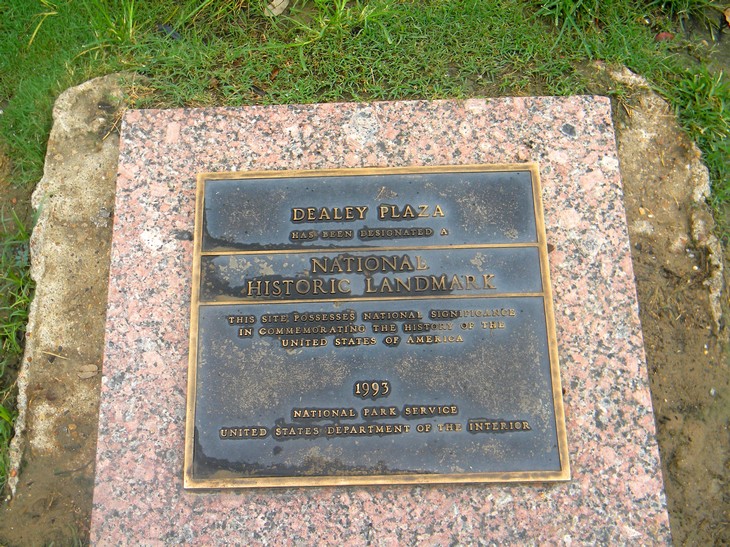 DEALEY PLAZA
HAS BEEN DESIGNATED A
NATIONAL
HISTORIC LANDMARK
THIS SITE POSSESSES NATIONAL SIGNIFICANCE
IN COMMEMORATING THE HISTORY OF THE
UNITED STATES OF AMERICA
1993
NATIONAL PARK SERVICE
UNITED STATES DEPARTMENT OF THE INTERIOR